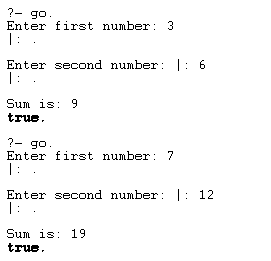 ?- go.
Enter first number: 3
|: .
Enter second number: |: 6
|: .
Sum is: 9
true.
?- go.
Enter first number: 7
|: .
Enter second number: |: 12
|: .
Sum is: 19
true.